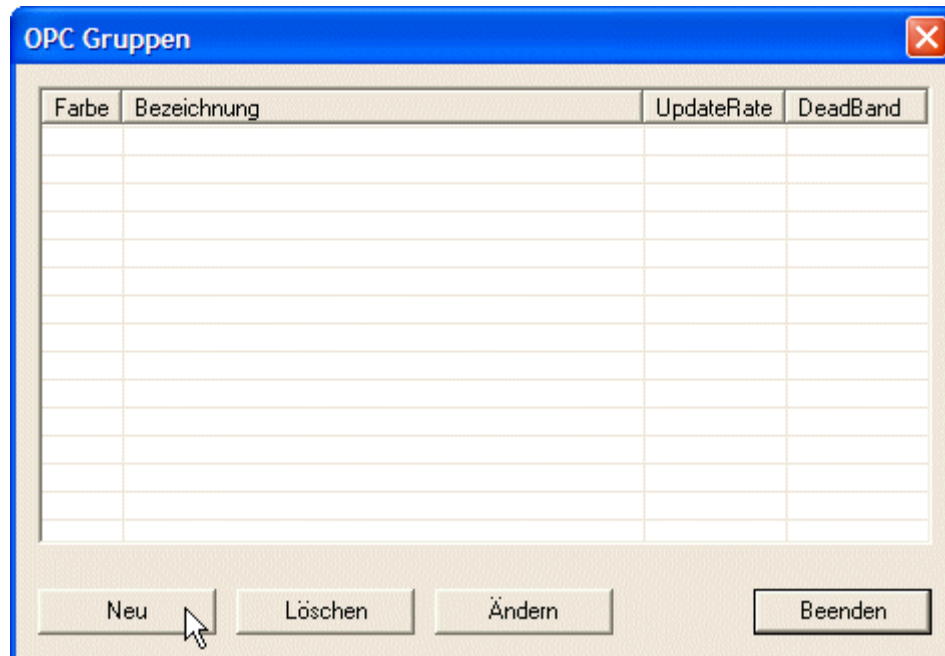 OPC Gruppen
Farbe Bezeichnung UpdateRate DeadBand
Neu Löschen Ändern Beenden